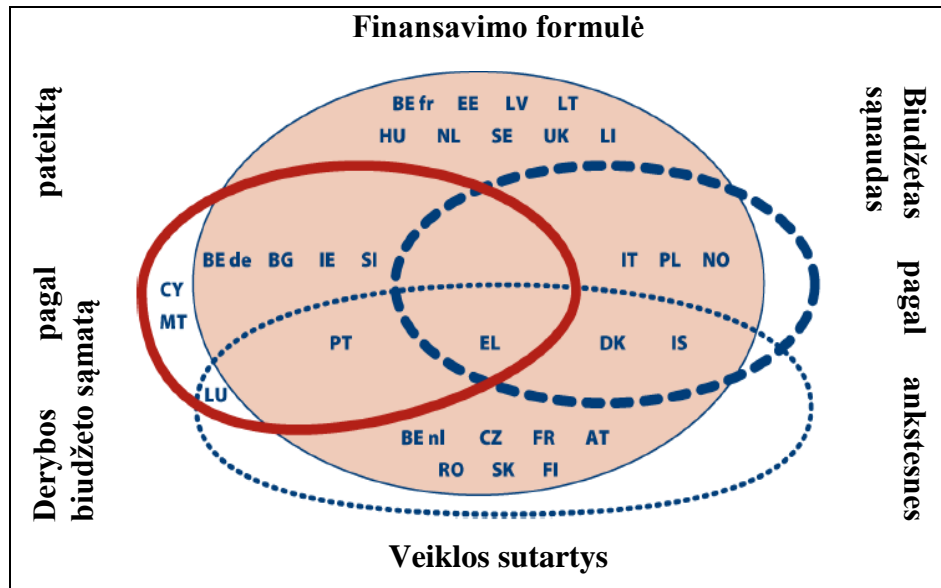 Finansavimo formulė
Derybos pagal pateiktą
biudžeto sąmatą
BE fr EE LV LT
HU NL SE UK LI
BE de BG IE SI
IT PL NO
CY
MT
PT
EL
DK IS
LU
BE nl CZ FR AT
RO SK FI
Biudžetas pagal ankstesnes
sąnaudas
Veiklos sutartys